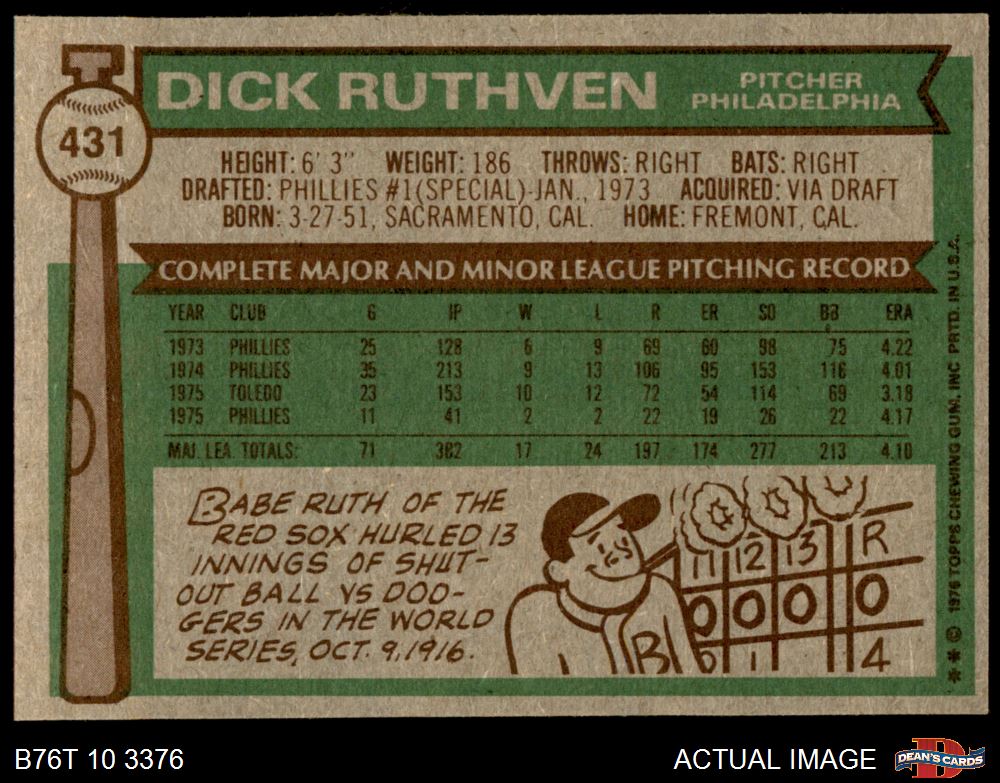 431
DICK RUTHVEN
PITCHER
PHILADELPHIA
HEIGHT: 6' 3" WEIGHT: 186 THROWS: RIGHT BATS: RIGHT
DRAFTED: PHILLIES #1(SPECIAL)-JAN., 1973 ACQUIRED: VIA DRAFT
BORN: 3-27-51, SACRAMENTO, CAL. HOME: FREMONT, CAL.
COMPLETE MAJOR AND MINOR LEAGUE PITCHING RECORD
YEAR CLUB G IP W L R ER SO BB ERA
1973 PHILLIES 25 128 6 9 69 60 98 75 4.22
1974 PHILLIES 35 213 9 13 106 95 153 116 4.01
1975 TOLEDO 23 153 10 12 72 54 114 69 3.18
1975 PHILLIES 11 41 2 2 22 19 26 22 4.17
MAJ. LEA. TOTALS: 71 382 17 24 197 174 277 213 4.10
BABE RUTH OF THE
RED SOX HURLED 13
INNINGS OF SHUT-
OUT BALL VS DOD-
GERS IN THE WORLD
SERIES, OCT. 9, 1916.
11 12 13 R
0 0 0 0
0 1 4
B
** © 1976 TOPPS CHEWING GUM, INC PRTD. IN U.S.A.
B76T 10 3376
ACTUAL IMAGE
D
DEAN'S CARDS